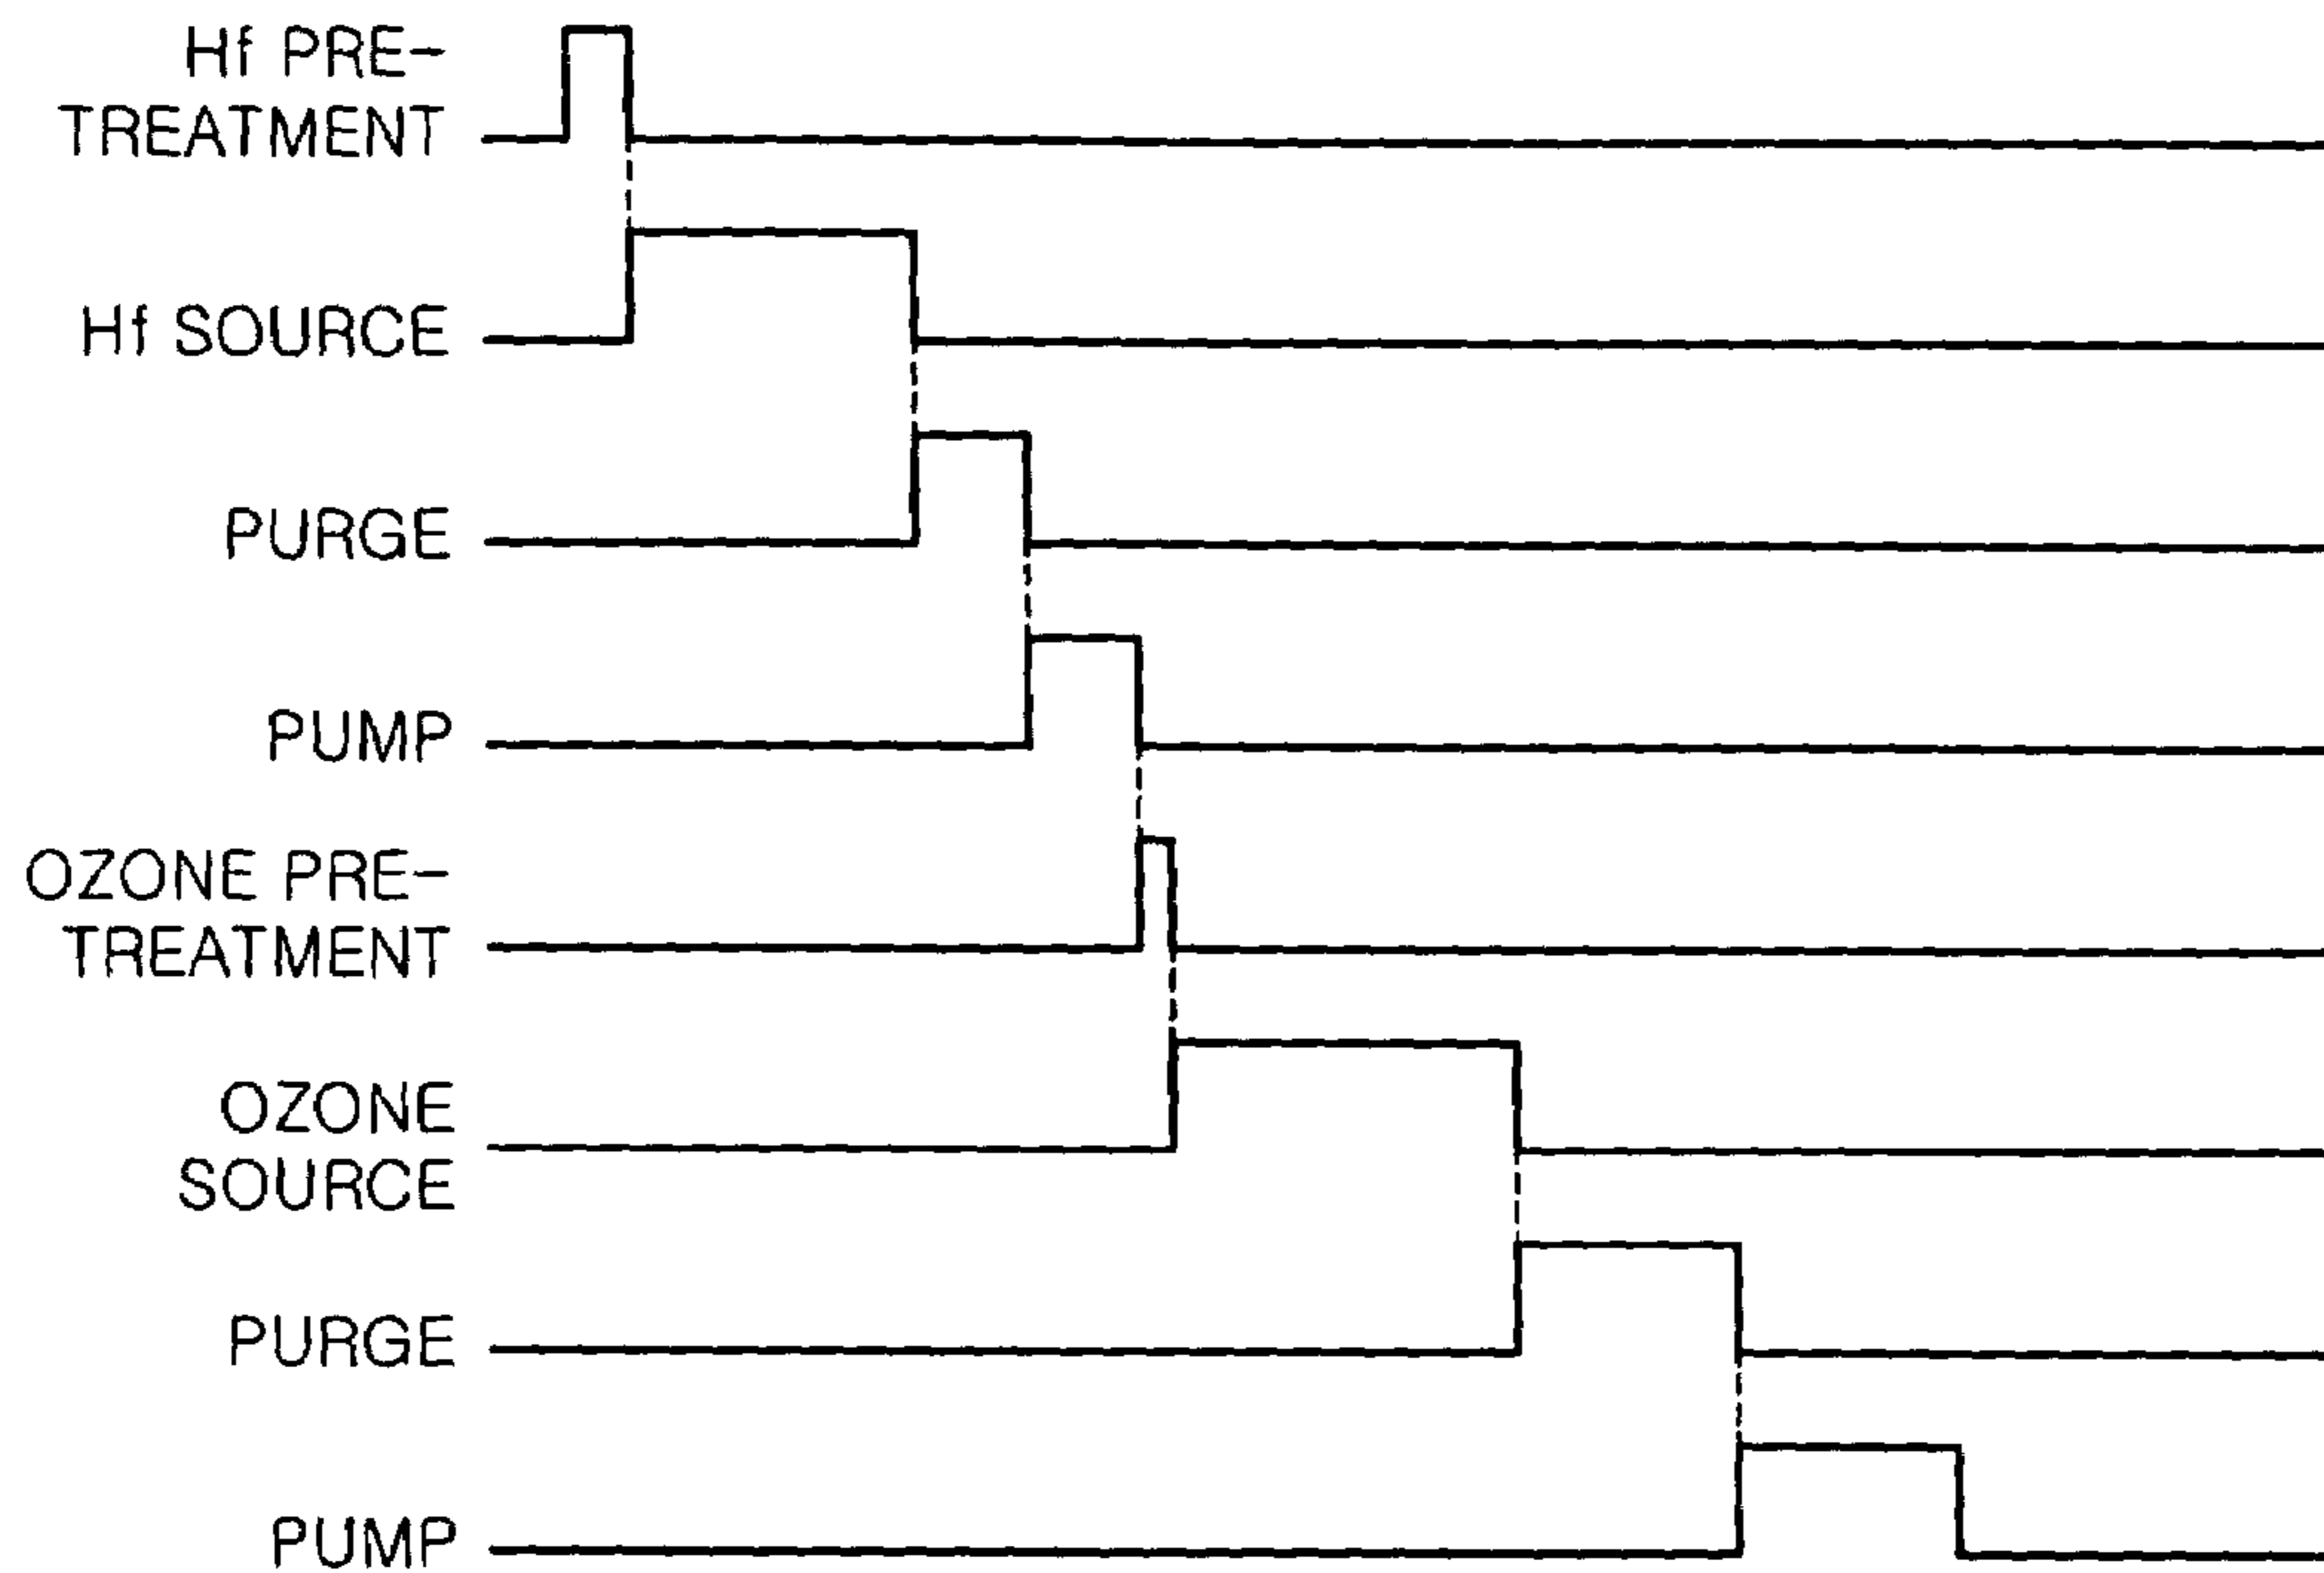 Hf PRE-
TREATMENT
Hf SOURCE
PURGE
PUMP
OZONE PRE-
TREATMENT
OZONE
SOURCE
PURGE
PUMP